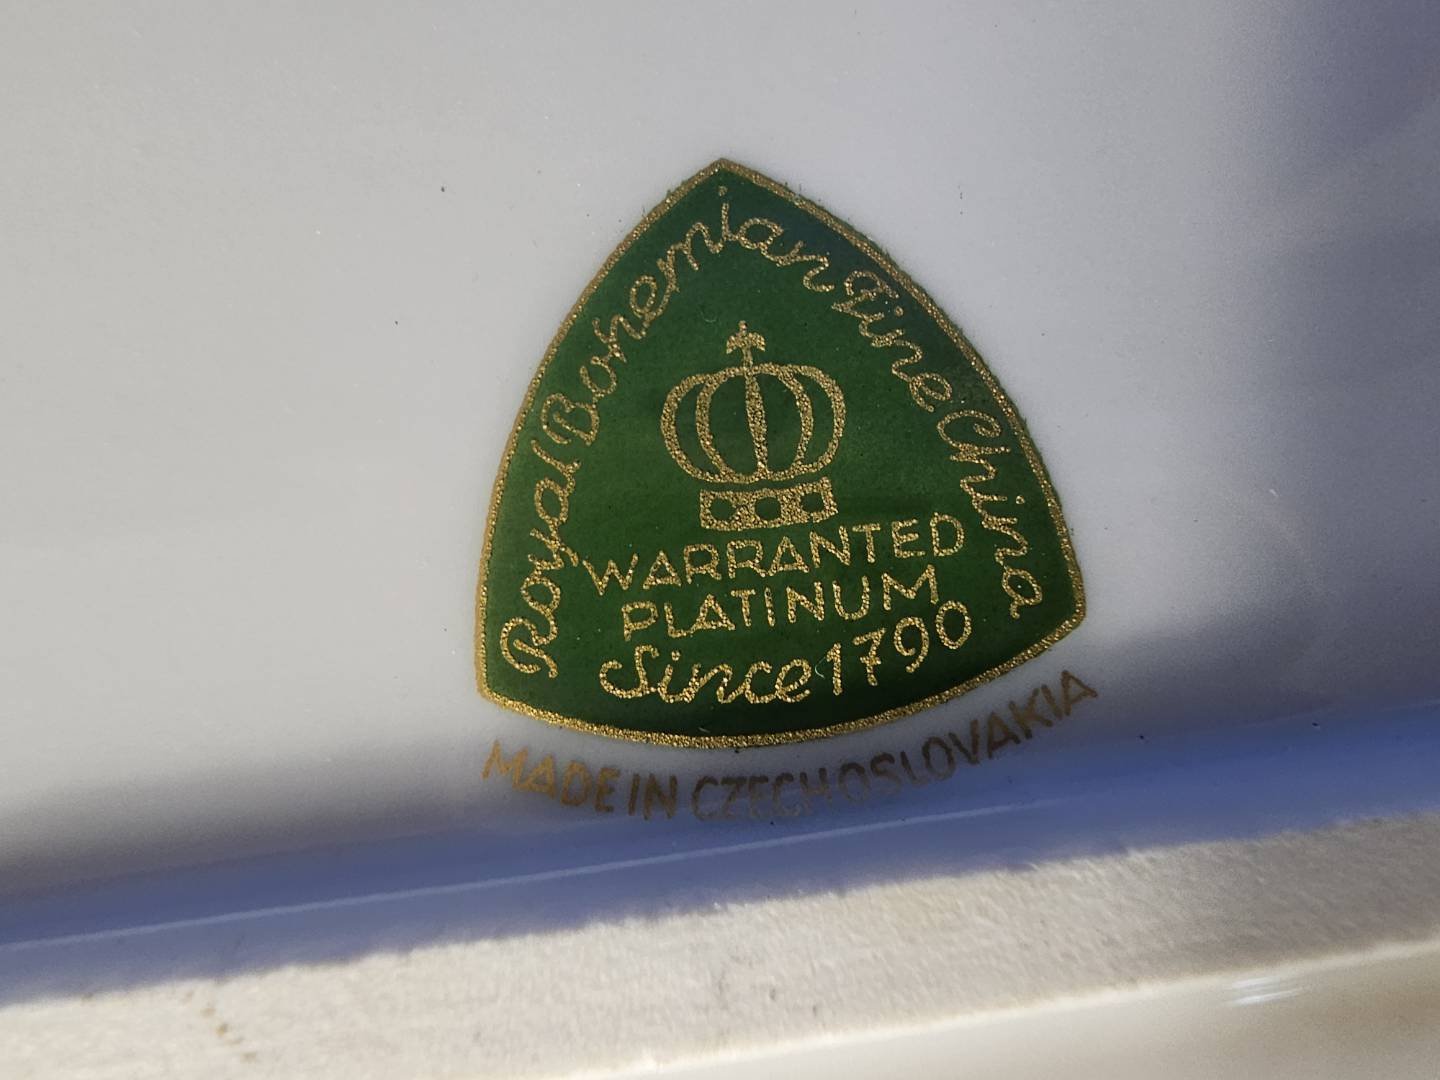 Royal Bohemian Fine China
WARRANTED
PLATINUM
Since 1790
MADE IN CZECHOSLOVAKIA